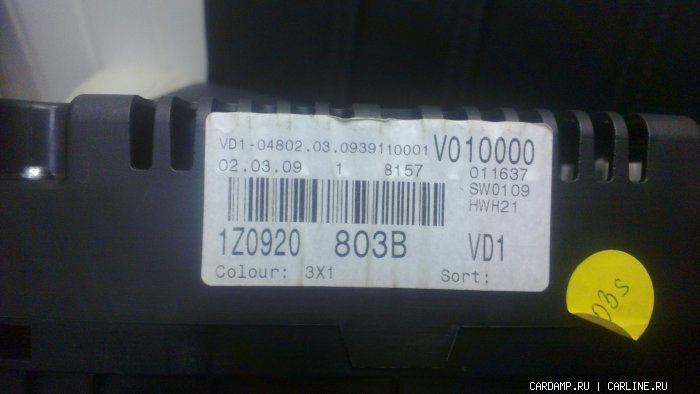 VD1-04802.03.0939110001 V010000
02.03.09 1 8157 011637
SW0109
HWH21
1Z0920 803B VD1
Colour: 3X1 Sort:
CARDAMP.RU | CARLINE.RU